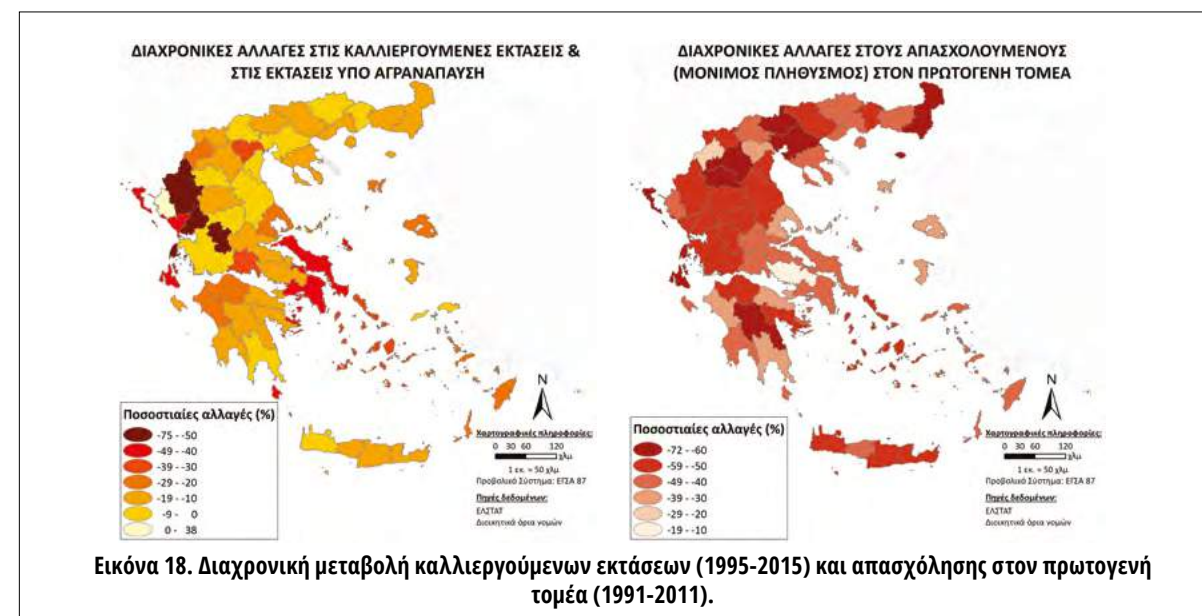 ΔΙΑΧΡΟΝΙΚΕΣ ΑΛΛΑΓΕΣ ΣΤΙΣ ΚΑΛΛΙΕΡΓΟΥΜΕΝΕΣ ΕΚΤΑΣΕΙΣ &
ΣΤΙΣ ΕΚΤΑΣΕΙΣ ΥΠΟ ΑΓΡΑΝΑΠΑΥΣΗ
N
Ποσοστιαίες αλλαγές (%)
-75 - -50
-49 - -40
-39 - -30
-29 - -20
-19 - -10
-9 - 0
0 - 38
Χαρτογραφικές πληροφορίες:
0 30 60 120
χλμ
1 εκ. = 50 χλμ
Προβολικό Σύστημα: ΕΓΣΑ 87
Πηγές δεδομένων:
ΕΛΣΤΑΤ
Διοικητικά όρια νομών
ΔΙΑΧΡΟΝΙΚΕΣ ΑΛΛΑΓΕΣ ΣΤΟΥΣ ΑΠΑΣΧΟΛΟΥΜΕΝΟΥΣ
(ΜΟΝΙΜΟΣ ΠΛΗΘΥΣΜΟΣ) ΣΤΟΝ ΠΡΩΤΟΓΕΝΗ ΤΟΜΕΑ
N
Ποσοστιαίες αλλαγές (%)
-72 - -60
-59 - -50
-49 - -40
-39 - -30
-29 - -20
-19 - -10
Χαρτογραφικές πληροφορίες:
0 30 60 120
χλμ
1 εκ. = 50 χλμ
Προβολικό Σύστημα: ΕΓΣΑ 87
Πηγές δεδομένων:
ΕΛΣΤΑΤ
Διοικητικά όρια νομών
Εικόνα 18. Διαχρονική μεταβολή καλλιεργούμενων εκτάσεων (1995-2015) και απασχόλησης στον πρωτογενή
τομέα (1991-2011).